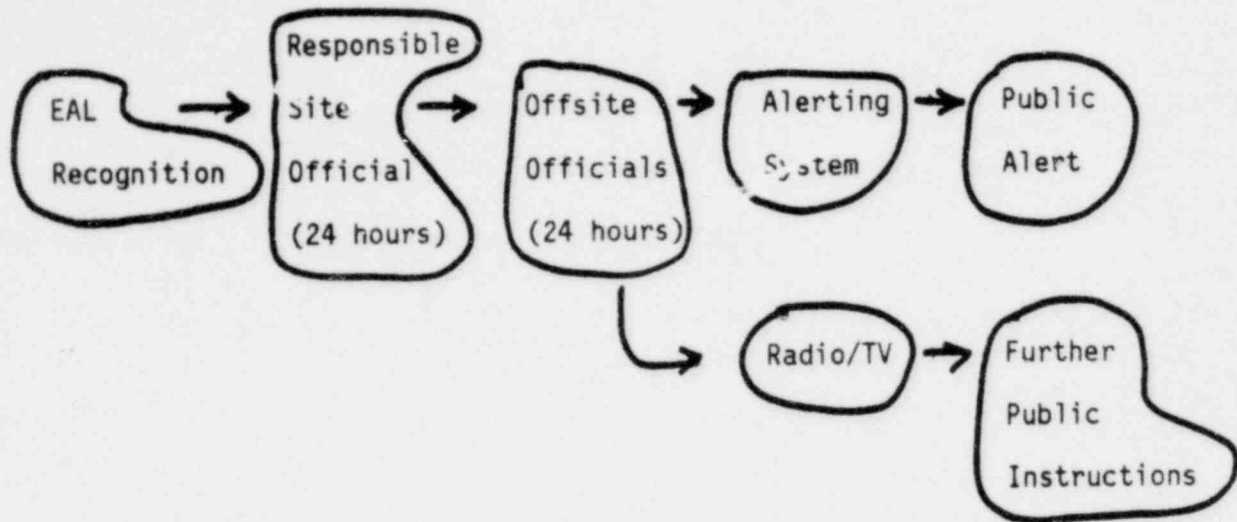 EAL
Recognition
Responsible
Site
Official
(24 hours)
Offsite
Officials
(24 hours)
Alerting
System
Public
Alert
Radio/TV
Further
Public
Instructions